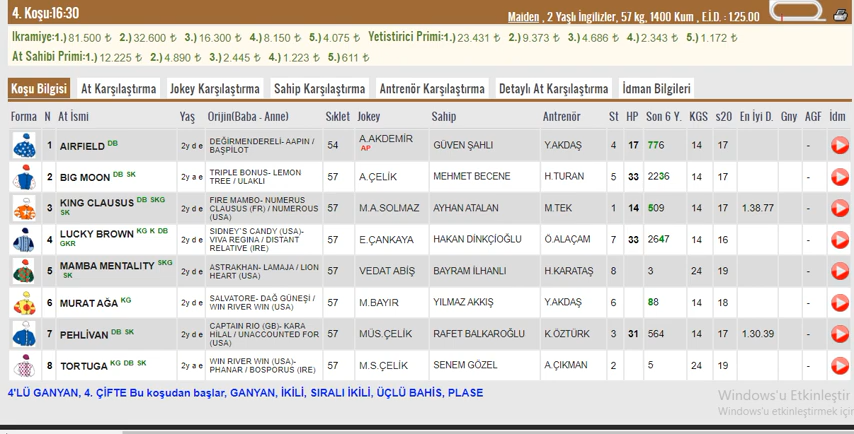 4. Koşu:16:30
Maiden , 2 Yaşlı İngilizler, 57 kg, 1400 Kum , E.İ.D. : 1.25.00
Ikramiye:1.) 81.500 ₺ 2.) 32.600 ₺ 3.) 16.300 ₺ 4.) 8.150 ₺ 5.) 4.075 ₺ Yetistirici Primi:1.) 23.431 ₺ 2.) 9.373 ₺ 3.) 4.686 ₺ 4.) 2.343 ₺ 5.) 1.172 ₺
At Sahibi Primi:1.) 12.225 ₺ 2.) 4.890 ₺ 3.) 2.445 ₺ 4.) 1.223 ₺ 5.) 611 ₺
Koşu Bilgisi At Karşılaştırma Jokey Karşılaştırma Sahip Karşılaştırma Antrenör Karşılaştırma Detaylı At Karşılaştırma İdman Bilgileri
Forma N At İsmi Yaş Orijin(Baba - Anne) Sıklet Jokey Sahip Antrenör St HP Son 6 Y. KGS s20 En İyi D. Gny AGF İdm
1 AIRFIELD DB 2y d e DEĞİRMENDERELİ- AAPIN / BAŞPİLOT 54 A.AKDEMİR AP GÜVEN ŞAHLI Y.AKDAŞ 4 17 776 14 17 -
2 BIG MOON DB SK 2y a e TRIPLE BONUS- LEMON TREE / ULAKLI 57 A.ÇELİK MEHMET BECENE H.TURAN 5 33 2236 14 17 -
3 KING CLAUSUS DB SKG SK 2y d e FIRE MAMBO- NUMERUS CLAUSUS (FR) / NUMEROUS (USA) 57 M.A.SOLMAZ AYHAN ATALAN M.TEK 1 14 509 14 17 1.38.77 -
4 LUCKY BROWN KG K DB GKR 2y d e SIDNEY`S CANDY (USA)- VIVA REGINA / DISTANT RELATIVE (IRE) 57 E.ÇANKAYA HAKAN DİNKÇİOĞLU Ö.ALAÇAM 7 33 2647 14 16 -
5 MAMBA MENTALITY SKG SK 2y d e ASTRAKHAN- LAMAJA / LION HEART (USA) 57 VEDAT ABİŞ BAYRAM İLHANLI H.KARATAŞ 8 3 24 19 -
6 MURAT AĞA KG 2y d e SALVATORE- DAĞ GÜNEŞİ / WIN RIVER WIN (USA) 57 M.BAYIR YILMAZ AKKIŞ Y.AKDAŞ 6 88 14 18 -
7 PEHLİVAN DB SK 2y d e CAPTAIN RIO (GB)- KARA HİLAL / UNACCOUNTED FOR (USA) 57 MÜS.ÇELİK RAFET BALKAROĞLU K.ÖZTÜRK 3 31 564 14 17 1.30.39 -
8 TORTUGA KG DB SK 2y a e WIN RIVER WIN (USA)- PHANAR / BOSPORUS (IRE) 57 M.S.ÇELİK SENEM GÖZEL A.ÇIKMAN 2 5 24 19 -
4'LÜ GANYAN, 4. ÇİFTE Bu koşudan başlar, GANYAN, İKİLİ, SIRALI İKİLİ, ÜÇLÜ BAHİS, PLASE
Windows'u Etkinleştir
Windows'u etkinleştirmek için